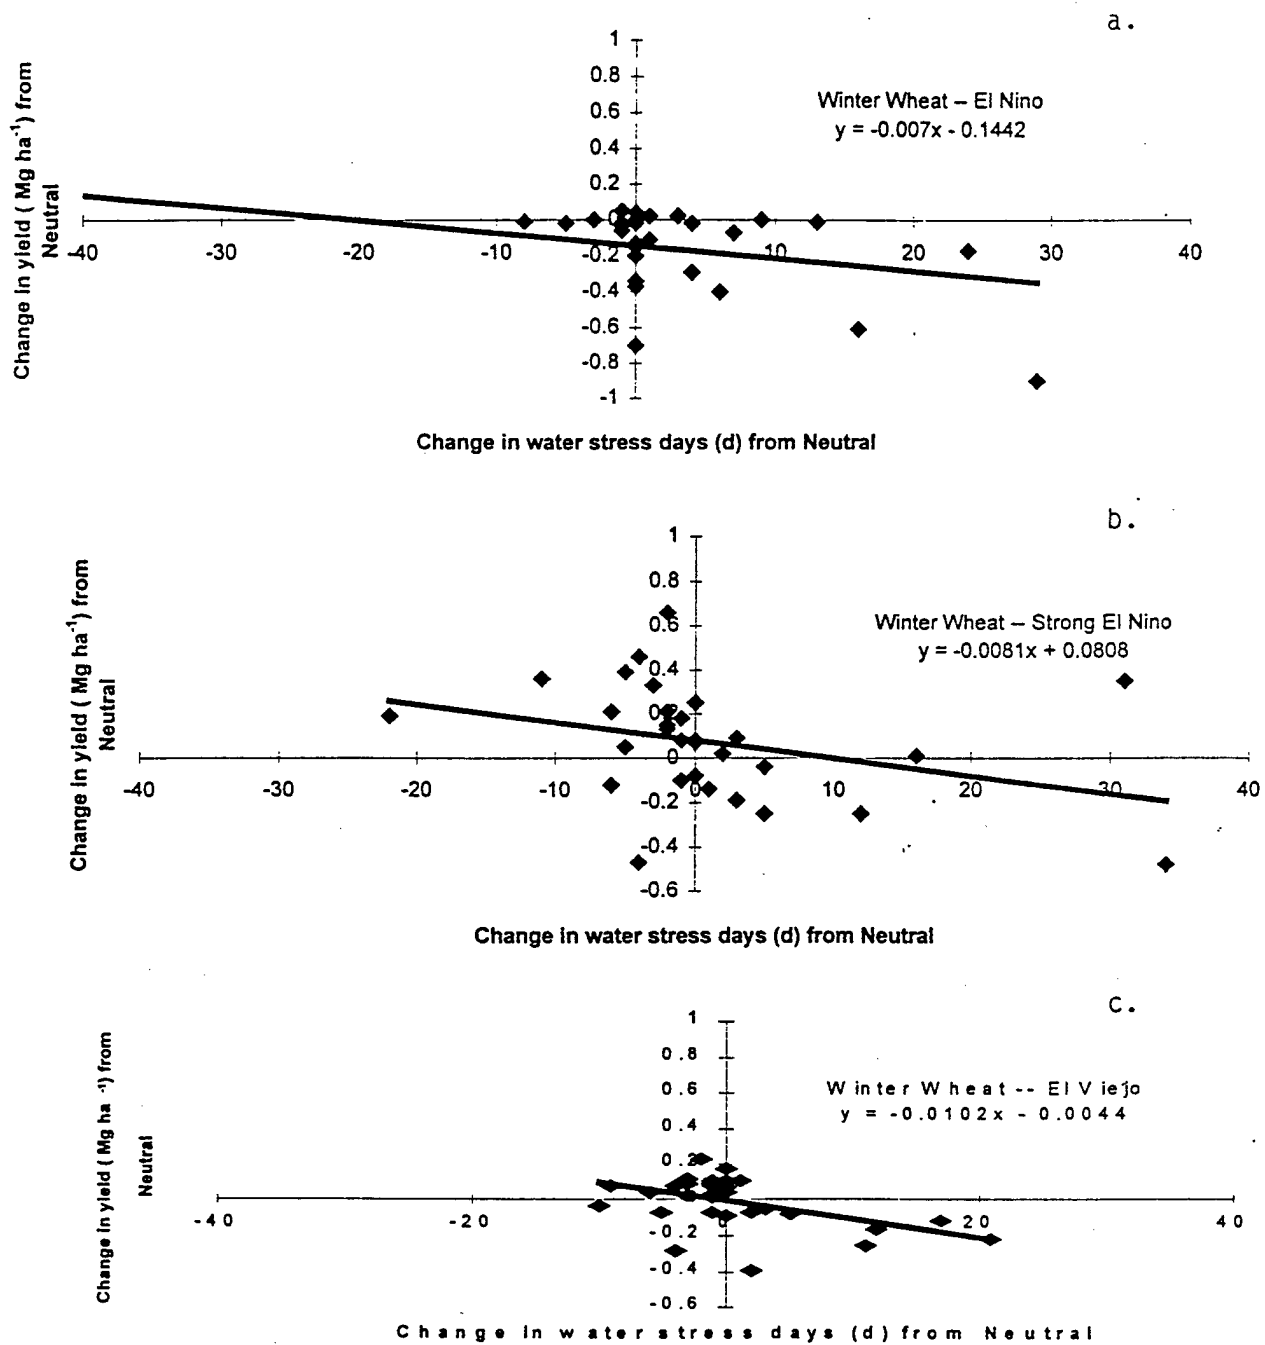 a.
1
0.8
0.6
0.4
0.2
0
-0.2
-0.4
-0.6
-0.8
-1
Winter Wheat – El Nino
y = -0.007x - 0.1442
Change in yield ( Mg ha⁻¹) from
Neutral
-40 -30 -20 -10 10 20 30 40
Change in water stress days (d) from Neutral
b.
1
0.8
0.6
0.4
0.2
0
-0.2
-0.4
-0.6
Winter Wheat – Strong El Nino
y = -0.0081x + 0.0808
Change in yield ( Mg ha⁻¹) from
Neutral
-40 -30 -20 -10 0 10 20 30 40
Change in water stress days (d) from Neutral
c.
1
0.8
0.6
0.4
0.2
-0.2
-0.4
-0.6
Winter Wheat -- El Viejo
y = -0.0102x - 0.0044
Change in yield ( Mg ha ⁻¹) from
Neutral
-40 -20 0 20 40
Change in water stress days (d) from Neutral